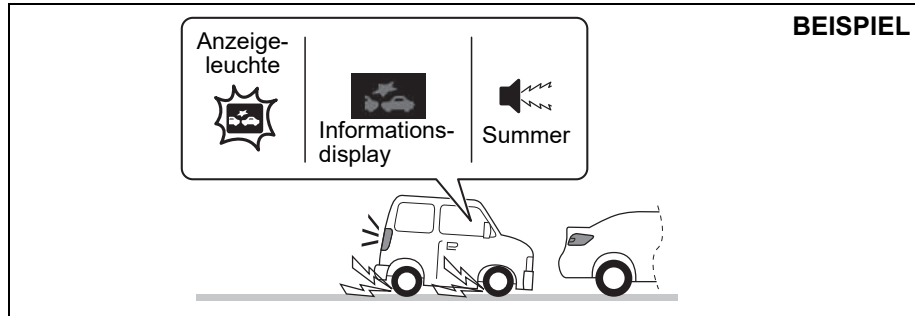 BEISPIEL
Anzeige-
leuchte
Informations-
display
Summer